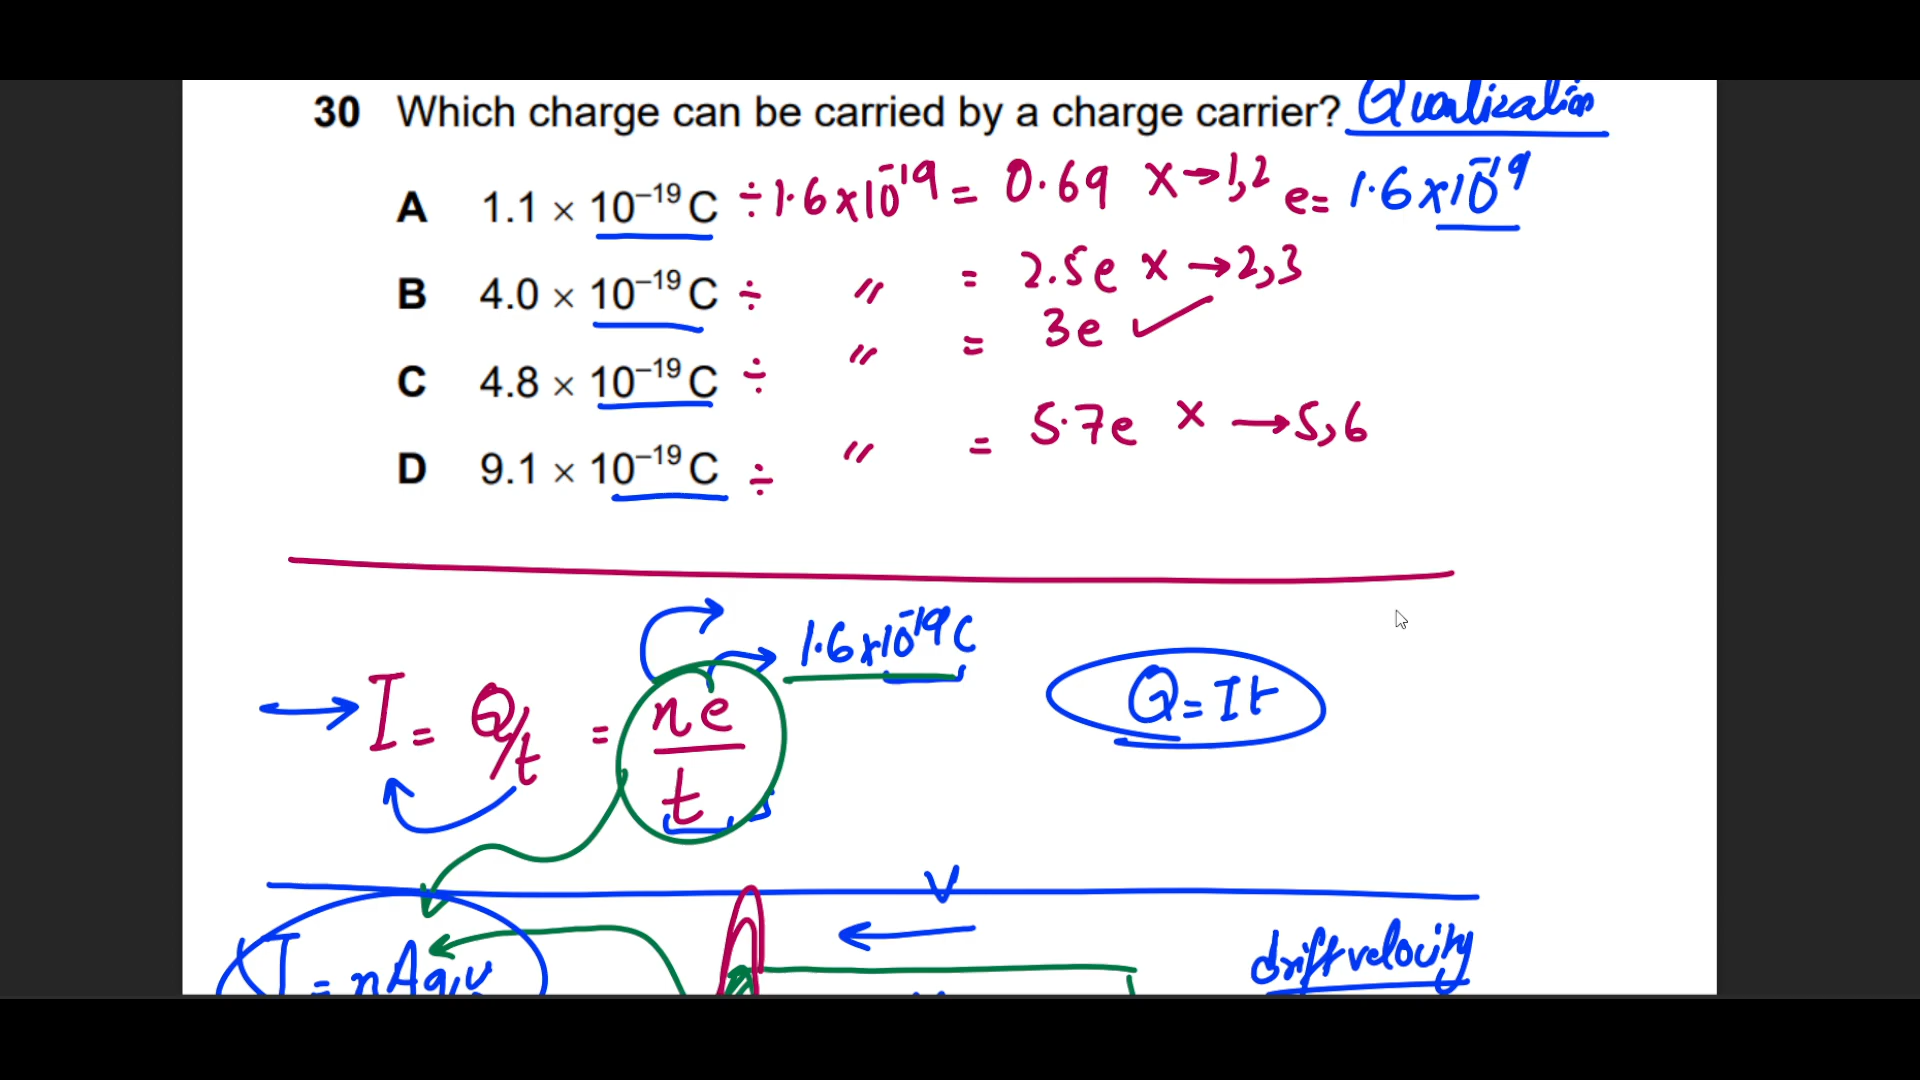 30 Which charge can be carried by a charge carrier? Quantization
A 1.1 × 10⁻¹⁹ C ÷ 1.6 x 10⁻¹⁹ = 0.69 x → 1,2 e = 1.6 x 10⁻¹⁹
B 4.0 × 10⁻¹⁹ C ÷ " = 2.5e x → 2,3
C 4.8 × 10⁻¹⁹ C ÷ " = 3e ✓
D 9.1 × 10⁻¹⁹ C ÷ " = 5.7e x → 5,6
→ I = Q/t = ne/t → 1.6 x 10⁻¹⁹ C
Q = It
V
I = nAqv
drift velocity